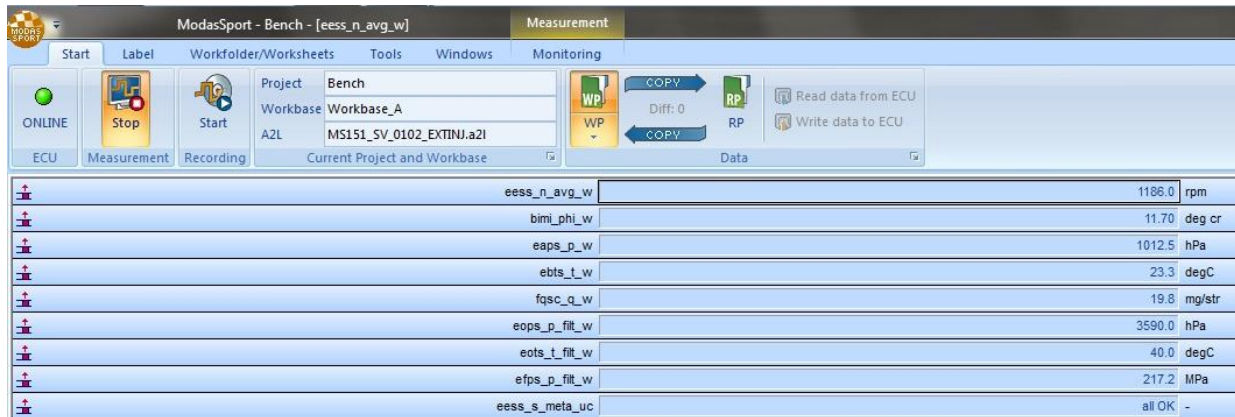 MODAS SPORT
ModasSport - Bench - [eess_n_avg_w] Measurement
Start Label Workfolder/Worksheets Tools Windows Monitoring
ONLINE
ECU
Stop
Measurement
Start
Recording
Project Bench
Workbase Workbase_A
A2L MS151_SV_0102_EXTINJ.a2l
Current Project and Workbase
WP
WP
COPY
Diff: 0
COPY
RP
RP
Read data from ECU
Write data to ECU
Data
eess_n_avg_w 1186.0 rpm
bimi_phi_w 11.70 deg cr
eaps_p_w 1012.5 hPa
ebts_t_w 23.3 degC
fqsc_q_w 19.8 mg/str
eops_p_filt_w 3590.0 hPa
eots_t_filt_w 40.0 degC
efps_p_filt_w 217.2 MPa
eess_s_meta_uc all OK -